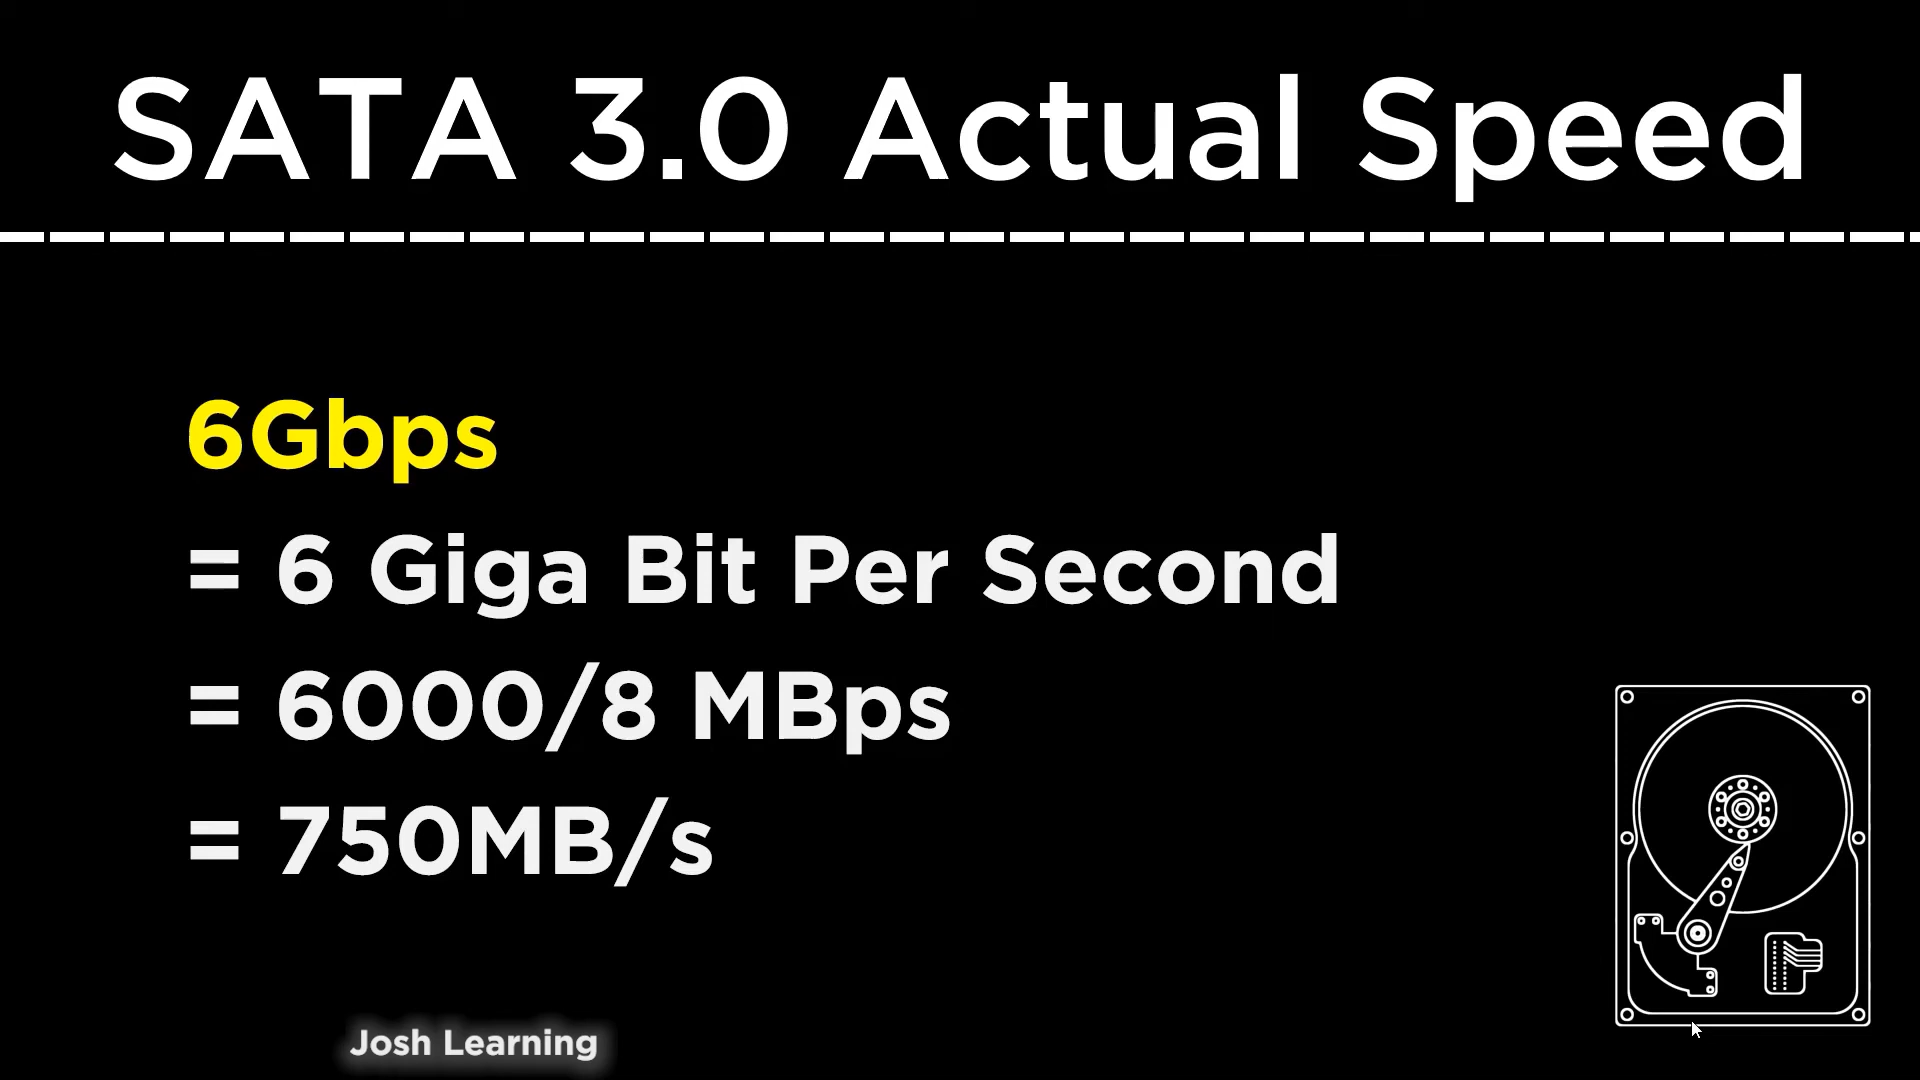 SATA 3.0 Actual Speed
6Gbps
= 6 Giga Bit Per Second
= 6000/8 MBps
= 750MB/s
Josh Learning